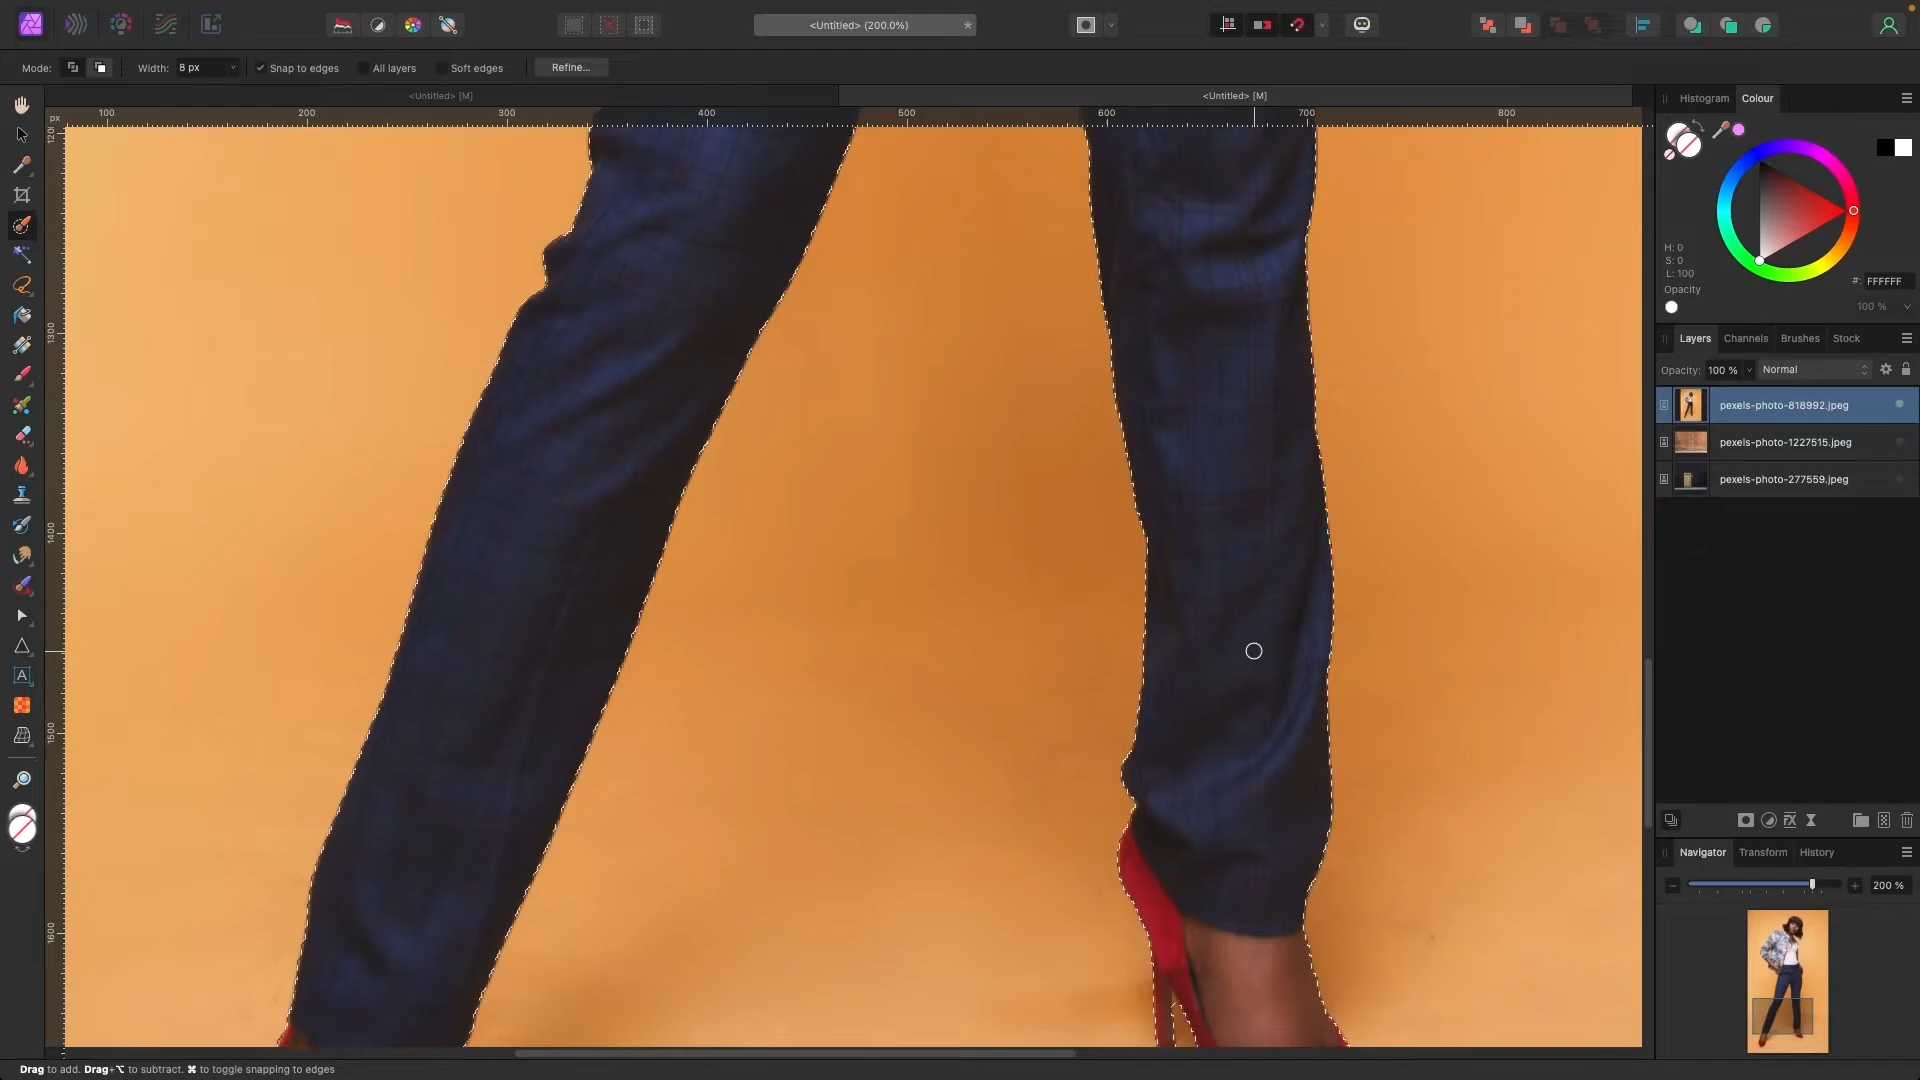 <Untitled> (200.0%)
*
Mode:
Width: 8 px
Snap to edges
All layers
Soft edges
Refine...
<Untitled> [M]
<Untitled> [M]
px
100
200
300
400
500
600
700
800
120
1300
1400
1500
1600
Histogram
Colour
H: 0
S: 0
L: 100
Opacity
#: FFFFFF
100 %
Layers
Channels
Brushes
Stock
Opacity: 100 %
Normal
pexels-photo-818992.jpeg
pexels-photo-1227515.jpeg
pexels-photo-277559.jpeg
Navigator
Transform
History
200 %
Drag to add. Drag+⌥ to subtract. ⌘ to toggle snapping to edges